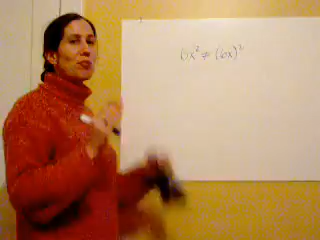 6x² ≠ (6x)²